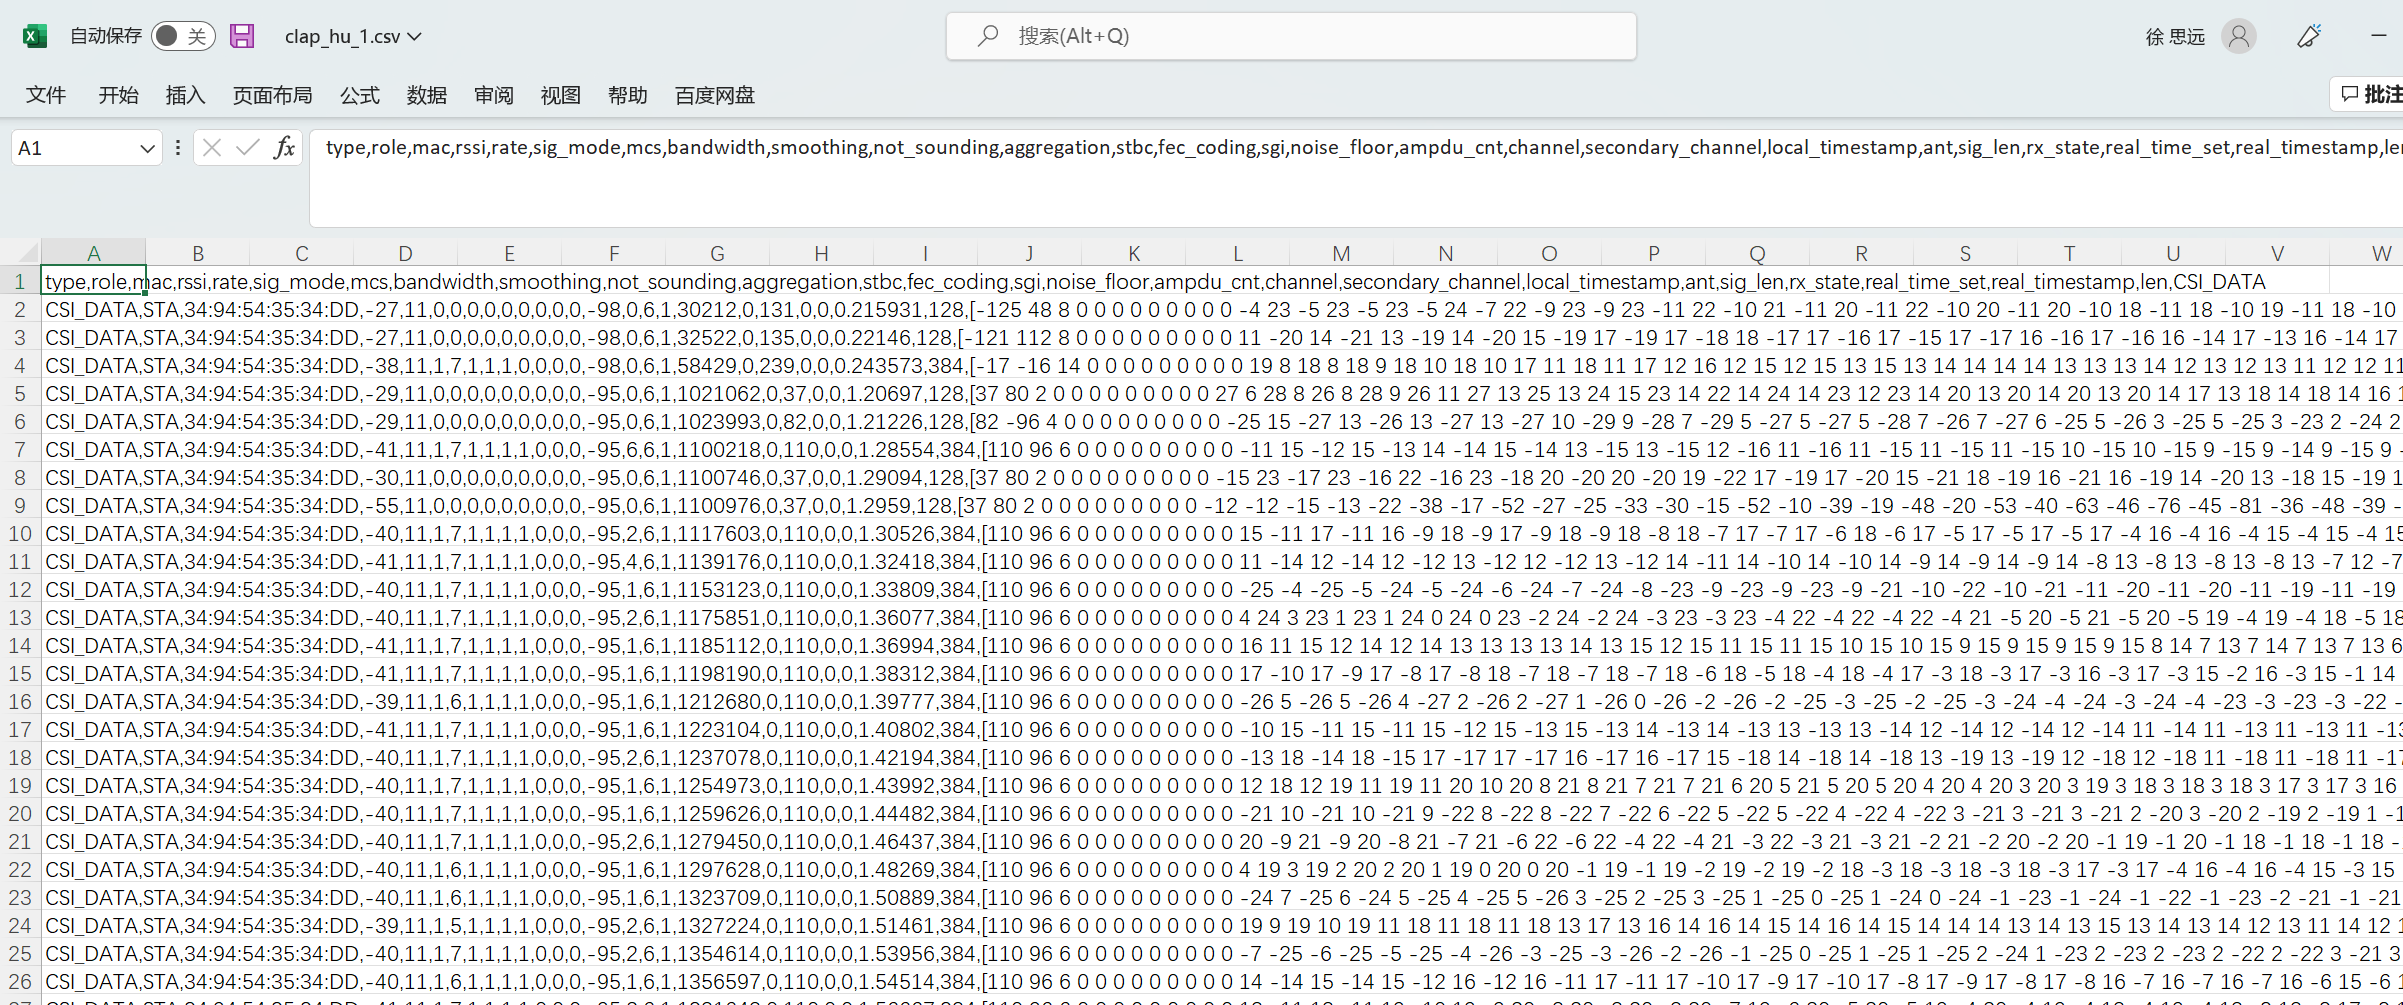 自动保存 关 clap_hu_1.csv 搜索(Alt+Q) 徐 思远
文件 开始 插入 页面布局 公式 数据 审阅 视图 帮助 百度网盘 批注
A1 fx type,role,mac,rssi,rate,sig_mode,mcs,bandwidth,smoothing,not_sounding,aggregation,stbc,fec_coding,sgi,noise_floor,ampdu_cnt,channel,secondary_channel,local_timestamp,ant,sig_len,rx_state,real_time_set,real_timestamp,len
A B C D E F G H I J K L M N O P Q R S T U V W
1 type,role,mac,rssi,rate,sig_mode,mcs,bandwidth,smoothing,not_sounding,aggregation,stbc,fec_coding,sgi,noise_floor,ampdu_cnt,channel,secondary_channel,local_timestamp,ant,sig_len,rx_state,real_time_set,real_timestamp,len,CSI_DATA
2 CSI_DATA,STA,34:94:54:35:34:DD,-27,11,0,0,0,0,0,0,0,0,0,-98,0,6,1,30212,0,131,0,0,0.215931,128,[-125 48 8 0 0 0 0 0 0 0 0 0 -4 23 -5 23 -5 23 -5 24 -7 22 -9 23 -9 23 -11 22 -10 21 -11 20 -11 22 -10 20 -11 20 -10 18 -11 18 -10 19 -11 18 -10
3 CSI_DATA,STA,34:94:54:35:34:DD,-27,11,0,0,0,0,0,0,0,0,0,-98,0,6,1,32522,0,135,0,0,0.22146,128,[-121 112 8 0 0 0 0 0 0 0 0 0 11 -20 14 -21 13 -19 14 -20 15 -19 17 -19 17 -18 18 -17 17 -16 17 -15 17 -17 16 -16 17 -16 16 -14 17 -13 16 -14 17
4 CSI_DATA,STA,34:94:54:35:34:DD,-38,11,1,7,1,1,1,0,0,0,0,-98,0,6,1,58429,0,239,0,0,0.243573,384,[-17 -16 14 0 0 0 0 0 0 0 0 0 19 8 18 8 18 9 18 10 18 10 17 11 18 11 17 12 16 12 15 12 15 13 15 13 14 14 14 14 13 13 13 14 12 13 12 13 11 12 12 11
5 CSI_DATA,STA,34:94:54:35:34:DD,-29,11,0,0,0,0,0,0,0,0,0,-95,0,6,1,1021062,0,37,0,0,1.20697,128,[37 80 2 0 0 0 0 0 0 0 0 0 27 6 28 8 26 8 28 9 26 11 27 13 25 13 24 15 23 14 22 14 24 14 23 12 23 14 20 13 20 14 20 13 20 14 17 13 18 14 18 14 16 1
6 CSI_DATA,STA,34:94:54:35:34:DD,-29,11,0,0,0,0,0,0,0,0,0,-95,0,6,1,1023993,0,82,0,0,1.21226,128,[82 -96 4 0 0 0 0 0 0 0 0 0 -25 15 -27 13 -26 13 -27 13 -27 10 -29 9 -28 7 -29 5 -27 5 -27 5 -28 7 -26 7 -27 6 -25 5 -26 3 -25 5 -25 3 -23 2 -24 2
7 CSI_DATA,STA,34:94:54:35:34:DD,-41,11,1,7,1,1,1,1,0,0,0,-95,6,6,1,1100218,0,110,0,0,1.28554,384,[110 96 6 0 0 0 0 0 0 0 0 0 -11 15 -12 15 -13 14 -14 15 -14 13 -15 13 -15 12 -16 11 -16 11 -15 11 -15 11 -15 10 -15 10 -15 9 -15 9 -14 9 -15 9 -
8 CSI_DATA,STA,34:94:54:35:34:DD,-30,11,0,0,0,0,0,0,0,0,0,-95,0,6,1,1100746,0,37,0,0,1.29094,128,[37 80 2 0 0 0 0 0 0 0 0 0 -15 23 -17 23 -16 22 -16 23 -18 20 -20 20 -20 19 -22 17 -19 17 -20 15 -21 18 -19 16 -21 16 -19 14 -20 13 -18 15 -19 1
9 CSI_DATA,STA,34:94:54:35:34:DD,-55,11,0,0,0,0,0,0,0,0,0,-95,0,6,1,1100976,0,37,0,0,1.2959,128,[37 80 2 0 0 0 0 0 0 0 0 0 -12 -12 -15 -13 -22 -38 -17 -52 -27 -25 -33 -30 -15 -52 -10 -39 -19 -48 -20 -53 -40 -63 -46 -76 -45 -81 -36 -48 -39 -
10 CSI_DATA,STA,34:94:54:35:34:DD,-40,11,1,7,1,1,1,1,0,0,0,-95,2,6,1,1117603,0,110,0,0,1.30526,384,[110 96 6 0 0 0 0 0 0 0 0 0 15 -11 17 -11 16 -9 18 -9 17 -9 18 -9 18 -8 18 -7 17 -7 17 -6 18 -6 17 -5 17 -5 17 -5 17 -4 16 -4 16 -4 15 -4 15 -4 15
11 CSI_DATA,STA,34:94:54:35:34:DD,-41,11,1,7,1,1,1,1,0,0,0,-95,4,6,1,1139176,0,110,0,0,1.32418,384,[110 96 6 0 0 0 0 0 0 0 0 0 11 -14 12 -14 12 -12 13 -12 12 -12 13 -12 14 -11 14 -10 14 -10 14 -9 14 -9 14 -9 14 -8 13 -8 13 -8 13 -8 13 -7 12 -7
12 CSI_DATA,STA,34:94:54:35:34:DD,-40,11,1,7,1,1,1,1,0,0,0,-95,1,6,1,1153123,0,110,0,0,1.33809,384,[110 96 6 0 0 0 0 0 0 0 0 0 -25 -4 -25 -5 -24 -5 -24 -6 -24 -7 -24 -8 -23 -9 -23 -9 -23 -9 -21 -10 -22 -10 -21 -11 -20 -11 -20 -11 -19 -11 -19
13 CSI_DATA,STA,34:94:54:35:34:DD,-40,11,1,7,1,1,1,1,0,0,0,-95,2,6,1,1175851,0,110,0,0,1.36077,384,[110 96 6 0 0 0 0 0 0 0 0 0 4 24 3 23 1 23 1 24 0 24 0 23 -2 24 -2 24 -3 23 -3 23 -4 22 -4 22 -4 22 -4 21 -5 20 -5 21 -5 20 -5 19 -4 19 -4 18 -5 18
14 CSI_DATA,STA,34:94:54:35:34:DD,-41,11,1,7,1,1,1,1,0,0,0,-95,1,6,1,1185112,0,110,0,0,1.36994,384,[110 96 6 0 0 0 0 0 0 0 0 0 16 11 15 12 14 12 14 13 13 13 13 14 13 15 12 15 11 15 11 15 10 15 10 15 9 15 9 15 9 15 9 15 8 14 7 13 7 14 7 13 7 13 6
15 CSI_DATA,STA,34:94:54:35:34:DD,-41,11,1,7,1,1,1,1,0,0,0,-95,1,6,1,1198190,0,110,0,0,1.38312,384,[110 96 6 0 0 0 0 0 0 0 0 0 17 -10 17 -9 17 -8 17 -8 18 -7 18 -7 18 -7 18 -6 18 -5 18 -4 18 -4 17 -3 18 -3 17 -3 16 -3 17 -3 15 -2 16 -3 15 -1 14
16 CSI_DATA,STA,34:94:54:35:34:DD,-39,11,1,6,1,1,1,1,0,0,0,-95,1,6,1,1212680,0,110,0,0,1.39777,384,[110 96 6 0 0 0 0 0 0 0 0 0 -26 5 -26 5 -26 4 -27 2 -26 2 -27 1 -26 0 -26 -2 -26 -2 -25 -3 -25 -2 -25 -3 -24 -4 -24 -3 -24 -4 -23 -3 -23 -3 -22 -
17 CSI_DATA,STA,34:94:54:35:34:DD,-41,11,1,7,1,1,1,1,0,0,0,-95,1,6,1,1223104,0,110,0,0,1.40802,384,[110 96 6 0 0 0 0 0 0 0 0 0 -10 15 -11 15 -11 15 -12 15 -13 15 -13 14 -13 14 -13 13 -13 13 -14 12 -14 12 -14 12 -14 11 -14 11 -13 11 -13 11 -13
18 CSI_DATA,STA,34:94:54:35:34:DD,-40,11,1,7,1,1,1,1,0,0,0,-95,2,6,1,1237078,0,110,0,0,1.42194,384,[110 96 6 0 0 0 0 0 0 0 0 0 -13 18 -14 18 -15 17 -17 17 -17 16 -17 16 -17 15 -18 14 -18 14 -18 13 -19 13 -19 12 -18 12 -18 11 -18 11 -18 11 -17
19 CSI_DATA,STA,34:94:54:35:34:DD,-40,11,1,7,1,1,1,1,0,0,0,-95,1,6,1,1254973,0,110,0,0,1.43992,384,[110 96 6 0 0 0 0 0 0 0 0 0 12 18 12 19 11 19 11 20 10 20 8 21 8 21 7 21 7 21 6 20 5 21 5 20 5 20 4 20 4 20 3 20 3 19 3 18 3 18 3 18 3 17 3 17 3 16
20 CSI_DATA,STA,34:94:54:35:34:DD,-40,11,1,7,1,1,1,1,0,0,0,-95,1,6,1,1259626,0,110,0,0,1.44482,384,[110 96 6 0 0 0 0 0 0 0 0 0 -21 10 -21 10 -21 9 -22 8 -22 8 -22 7 -22 6 -22 5 -22 5 -22 4 -22 4 -22 3 -21 3 -21 3 -21 2 -20 3 -20 2 -19 2 -19 1 -1
21 CSI_DATA,STA,34:94:54:35:34:DD,-40,11,1,7,1,1,1,1,0,0,0,-95,2,6,1,1279450,0,110,0,0,1.46437,384,[110 96 6 0 0 0 0 0 0 0 0 0 20 -9 21 -9 20 -8 21 -7 21 -6 22 -6 22 -4 22 -4 21 -3 22 -3 21 -3 21 -2 21 -2 20 -2 20 -1 19 -1 20 -1 18 -1 18 -1 18 -
22 CSI_DATA,STA,34:94:54:35:34:DD,-40,11,1,6,1,1,1,1,0,0,0,-95,1,6,1,1297628,0,110,0,0,1.48269,384,[110 96 6 0 0 0 0 0 0 0 0 0 4 19 3 19 2 20 2 20 1 19 0 20 0 20 -1 19 -1 19 -2 19 -2 19 -2 18 -3 18 -3 18 -3 18 -3 17 -3 17 -4 16 -4 16 -4 15 -3 15
23 CSI_DATA,STA,34:94:54:35:34:DD,-40,11,1,7,1,1,1,1,0,0,0,-95,2,6,1,1323709,0,110,0,0,1.50889,384,[110 96 6 0 0 0 0 0 0 0 0 0 -24 7 -25 6 -24 5 -25 4 -25 5 -26 3 -25 2 -25 3 -25 1 -25 0 -25 1 -24 0 -24 -1 -23 -1 -24 -1 -22 -1 -23 -2 -21 -1 -21
24 CSI_DATA,STA,34:94:54:35:34:DD,-39,11,1,5,1,1,1,1,0,0,0,-95,2,6,1,1327224,0,110,0,0,1.51461,384,[110 96 6 0 0 0 0 0 0 0 0 0 19 9 19 10 19 11 18 11 18 11 18 13 17 13 16 14 16 14 15 14 16 14 15 14 14 14 13 14 13 15 13 14 13 14 12 13 11 14 12 1
25 CSI_DATA,STA,34:94:54:35:34:DD,-40,11,1,7,1,1,1,1,0,0,0,-95,2,6,1,1354614,0,110,0,0,1.53956,384,[110 96 6 0 0 0 0 0 0 0 0 0 -7 -25 -6 -25 -5 -25 -4 -26 -3 -25 -3 -26 -2 -26 -1 -25 0 -25 1 -25 1 -25 2 -24 1 -23 2 -23 2 -23 2 -22 2 -22 3 -21 3
26 CSI_DATA,STA,34:94:54:35:34:DD,-40,11,1,6,1,1,1,1,0,0,0,-95,1,6,1,1356597,0,110,0,0,1.54514,384,[110 96 6 0 0 0 0 0 0 0 0 0 14 -14 15 -14 15 -12 16 -12 16 -11 17 -11 17 -10 17 -9 17 -10 17 -8 17 -9 17 -8 17 -8 16 -7 16 -7 16 -7 16 -6 15 -6 1